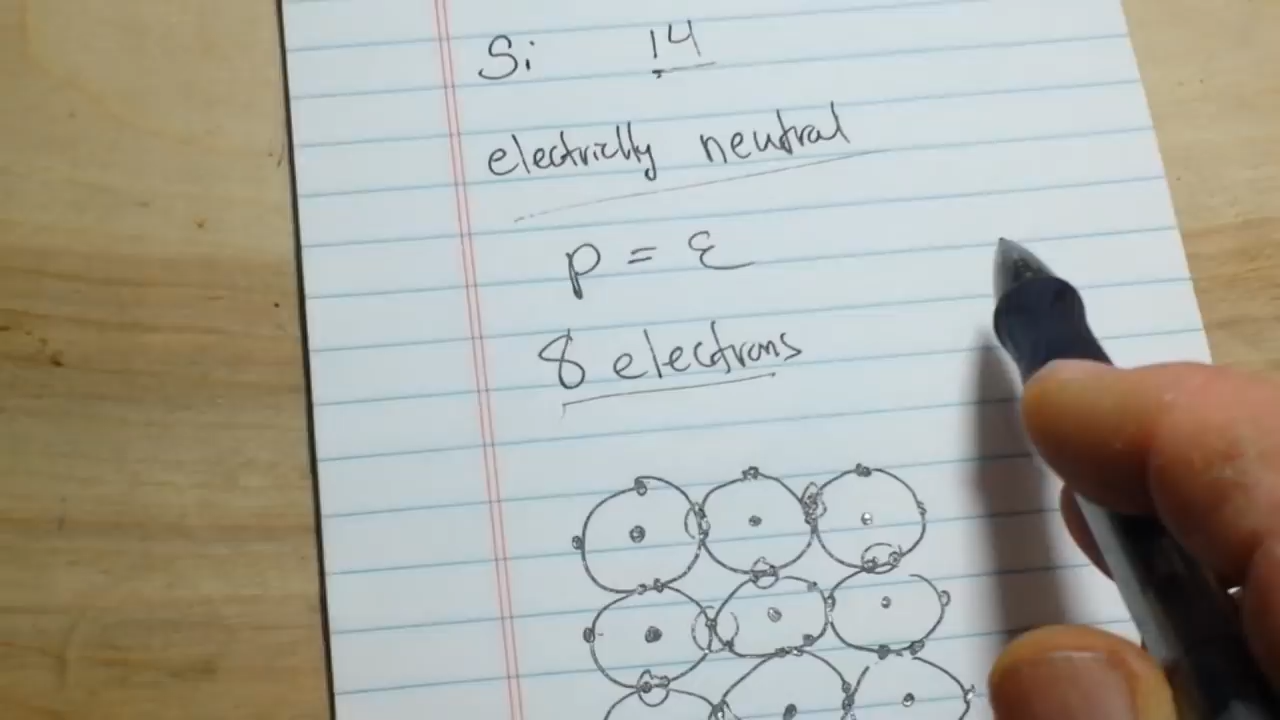 Si 14
electrically neutral
p = ε
8 electrons